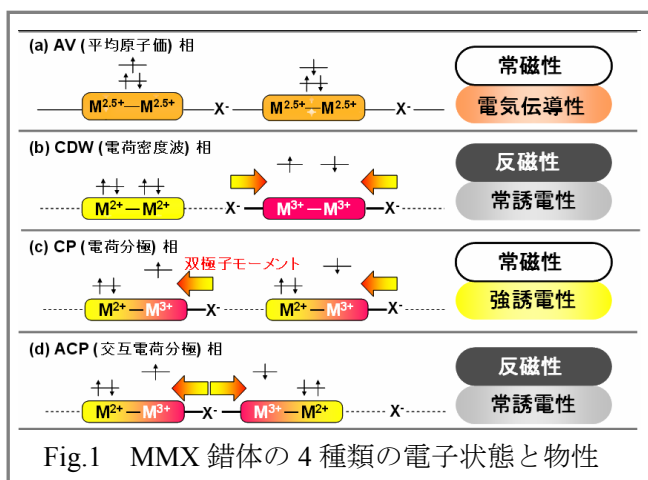 (a) AV (平均原子価) 相
M2.5+—M2.5+ X- M2.5+—M2.5+ X-
常磁性
電気伝導性
(b) CDW (電荷密度波) 相
M2+—M2+ X- M3+—M3+ X-
反磁性
常誘電性
(c) CP (電荷分極) 相
双極子モーメント
M2+—M3+—X- M2+—M3+—X-
常磁性
強誘電性
(d) ACP (交互電荷分極) 相
M2+—M3+—X- M3+—M2+ X-
反磁性
常誘電性
Fig.1 MMX 錯体の 4 種類の電子状態と物性